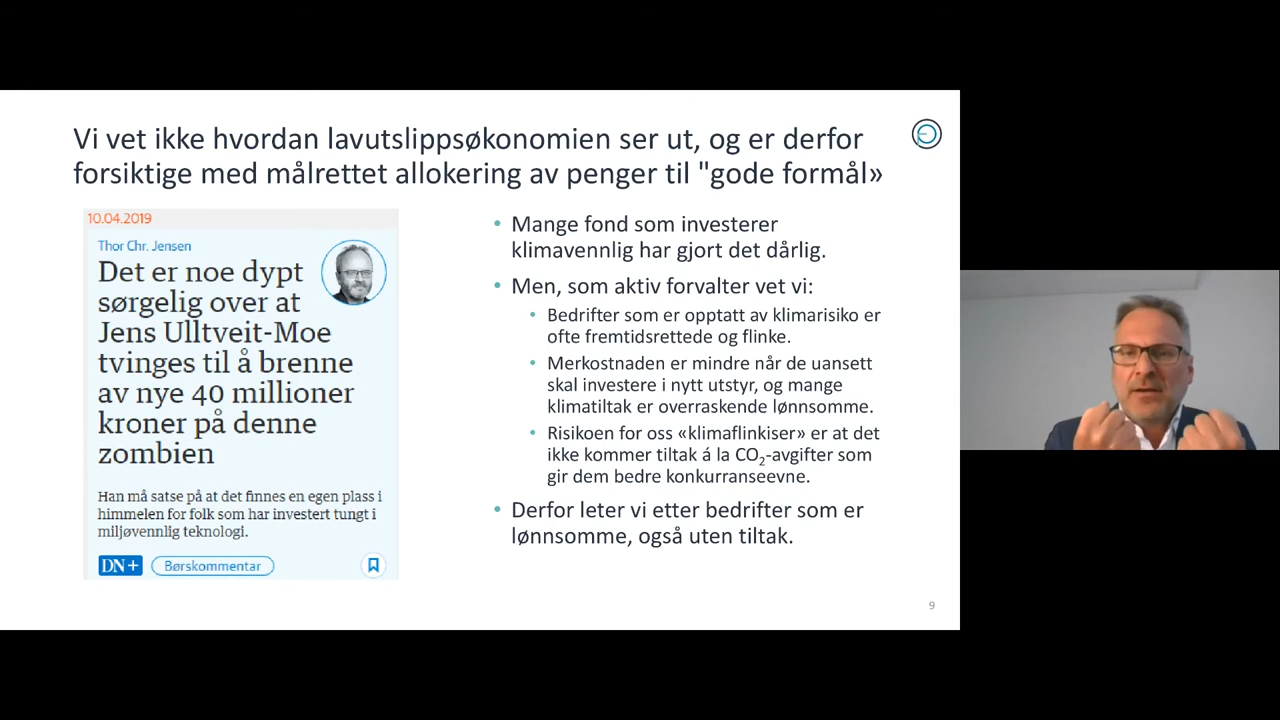 Vi vet ikke hvordan lavutslippsøkonomien ser ut, og er derfor
forsiktige med målrettet allokering av penger til "gode formål»
10.04.2019
Thor Chr. Jensen
Det er noe dypt
sørgelig over at
Jens Ulltveit-Moe
tvinges til å brenne
av nye 40 millioner
kroner på denne
zombien
Han må satse på at det finnes en egen plass i
himmelen for folk som har investert tungt i
miljøvennlig teknologi.
DN+ Børskommentar
• Mange fond som investerer
klimavennlig har gjort det dårlig.
• Men, som aktiv forvalter vet vi:
• Bedrifter som er opptatt av klimarisiko er
ofte fremtidsrettede og flinke.
• Merkostnaden er mindre når de uansett
skal investere i nytt utstyr, og mange
klimatiltak er overraskende lønnsomme.
• Risikoen for oss «klimaflinkiser» er at det
ikke kommer tiltak á la CO₂-avgifter som
gir dem bedre konkurranseevne.
• Derfor leter vi etter bedrifter som er
lønnsomme, også uten tiltak.
9